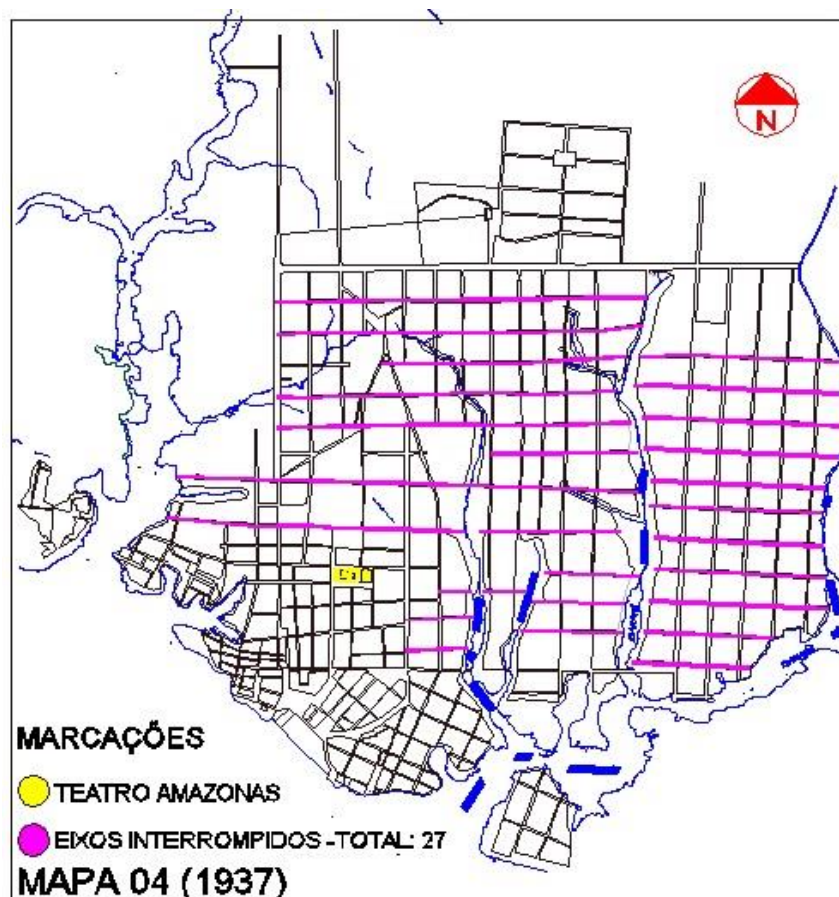 N
MARCAÇÕES
TEATRO AMAZONAS
EIXOS INTERROMPIDOS - TOTAL: 27
MAPA 04 (1937)